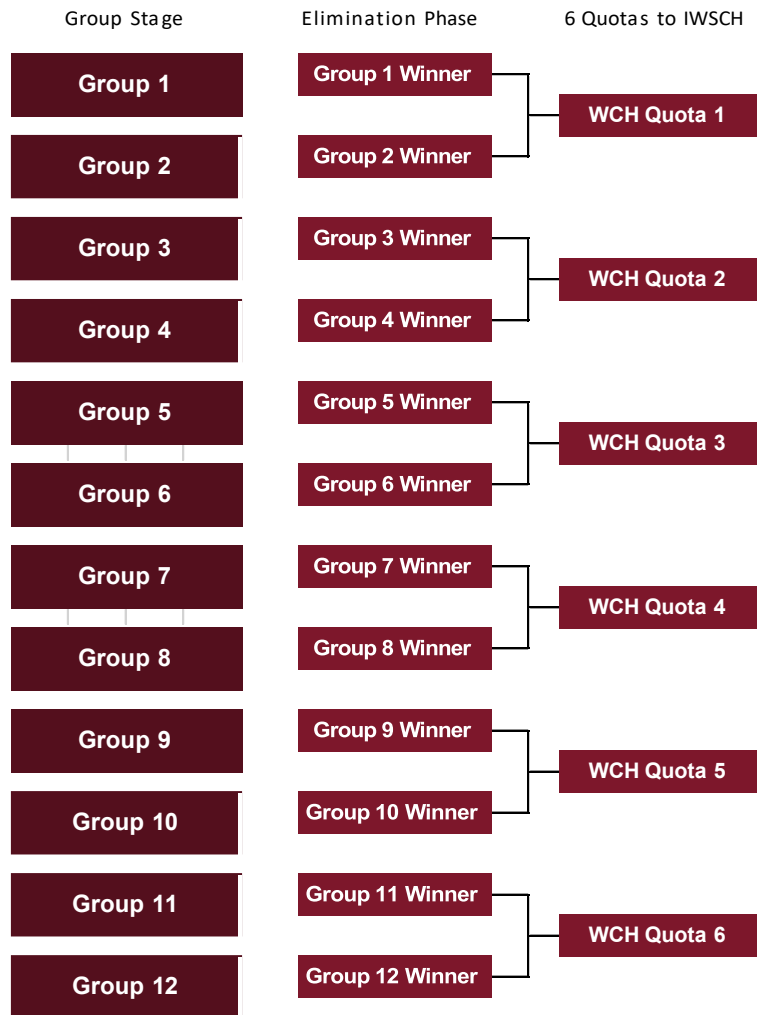 Group Stage
Elimination Phase
6 Quotas to IWSCH
Group 1
Group 1 Winner
WCH Quota 1
Group 2
Group 2 Winner
Group 3
Group 3 Winner
WCH Quota 2
Group 4
Group 4 Winner
Group 5
Group 5 Winner
WCH Quota 3
Group 6
Group 6 Winner
Group 7
Group 7 Winner
WCH Quota 4
Group 8
Group 8 Winner
Group 9
Group 9 Winner
WCH Quota 5
Group 10
Group 10 Winner
Group 11
Group 11 Winner
WCH Quota 6
Group 12
Group 12 Winner